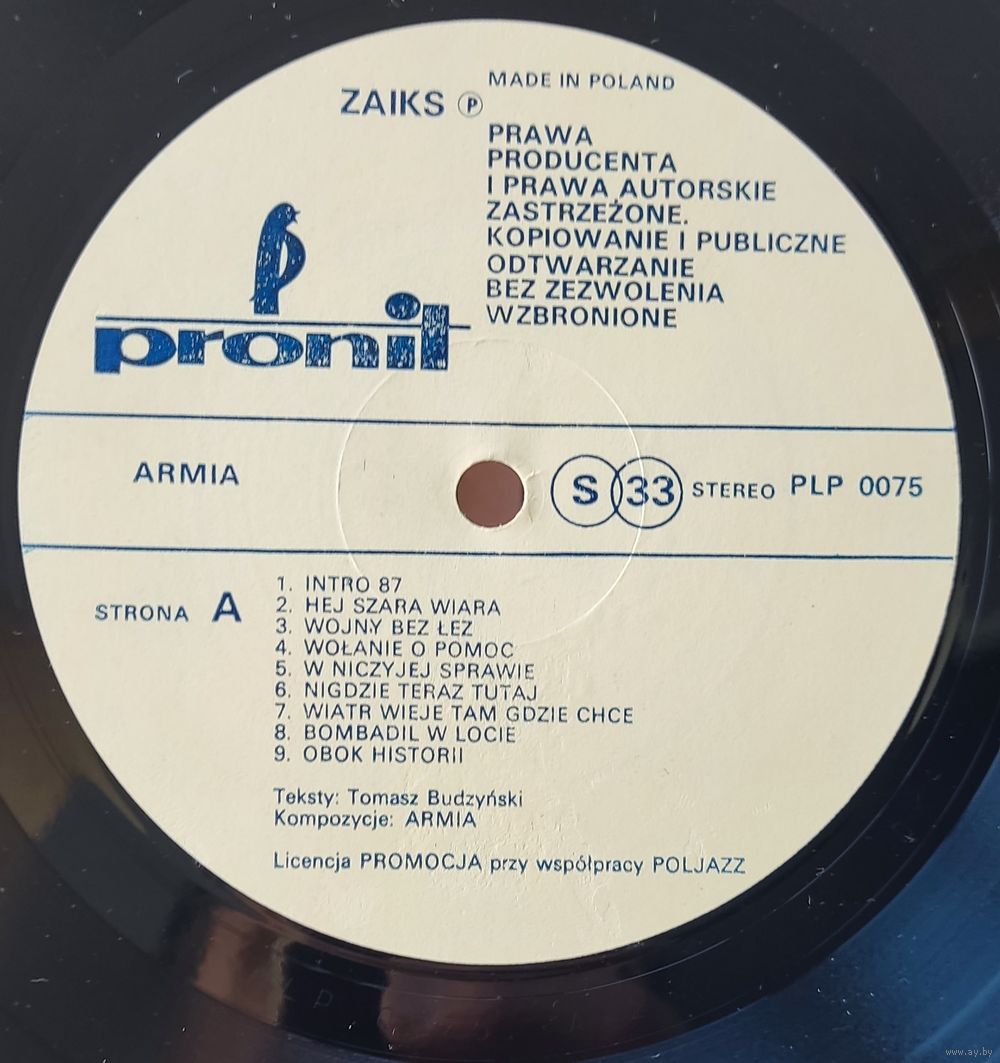 MADE IN POLAND
ZAIKS Ⓟ
PRAWA
PRODUCENTA
I PRAWA AUTORSKIE
ZASTRZEŻONE.
KOPIOWANIE I PUBLICZNE
ODTWARZANIE
BEZ ZEZWOLENIA
WZBRONIONE
pronit
ARMIA
S 33 STEREO PLP 0075
STRONA A
1. INTRO 87
2. HEJ SZARA WIARA
3. WOJNY BEZ ŁEZ
4. WOŁANIE O POMOC
5. W NICZYJEJ SPRAWIE
6. NIGDZIE TERAZ TUTAJ
7. WIATR WIEJE TAM GDZIE CHCE
8. BOMBADIL W LOCIE
9. OBOK HISTORII
Teksty: Tomasz Budzyński
Kompozycje: ARMIA
Licencja PROMOCJA przy współpracy POLJAZZ
P
www.ay.by